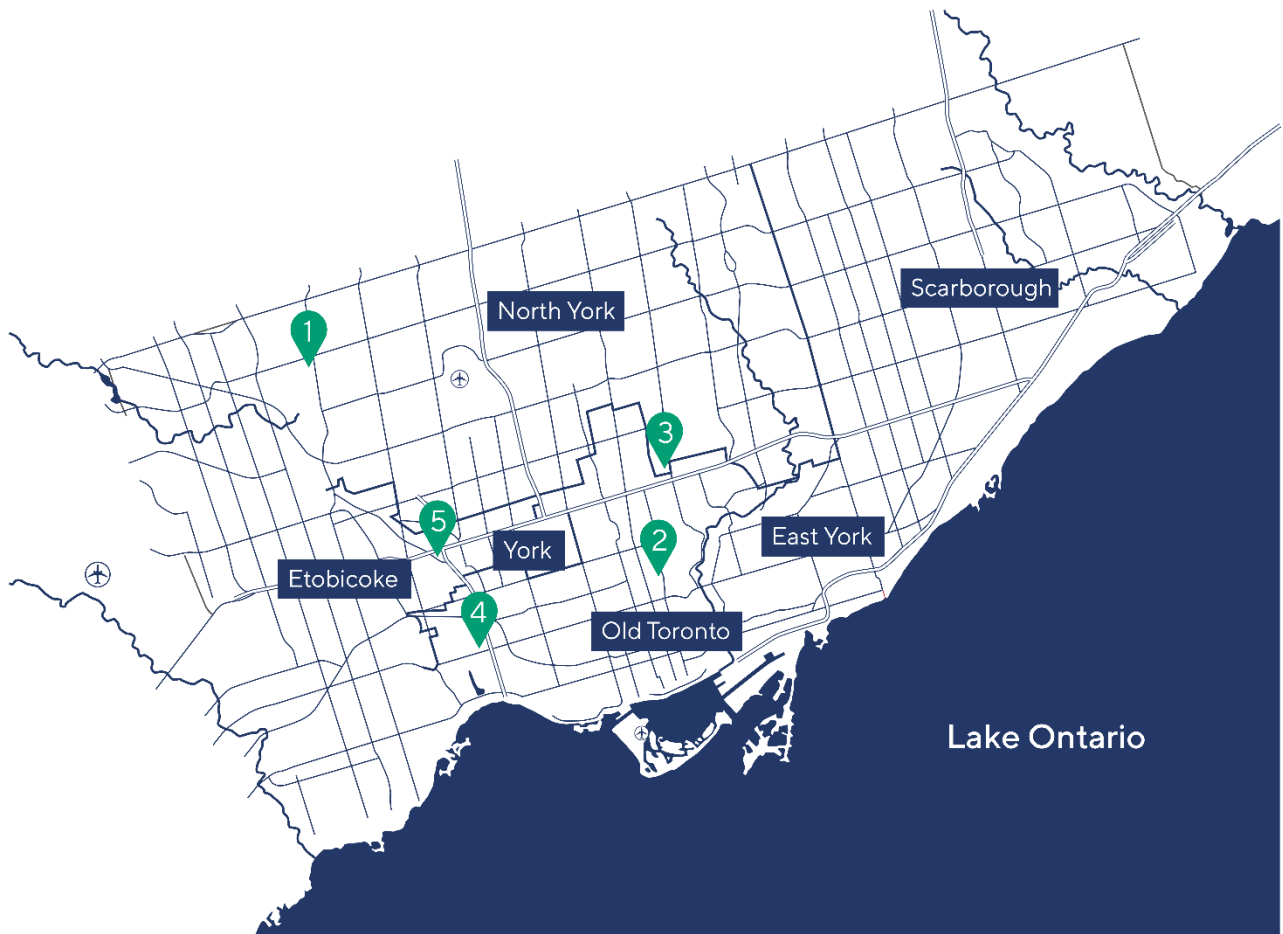 Scarborough
North York
1
3
5
2
East York
York
Etobicoke
4
Old Toronto
Lake Ontario